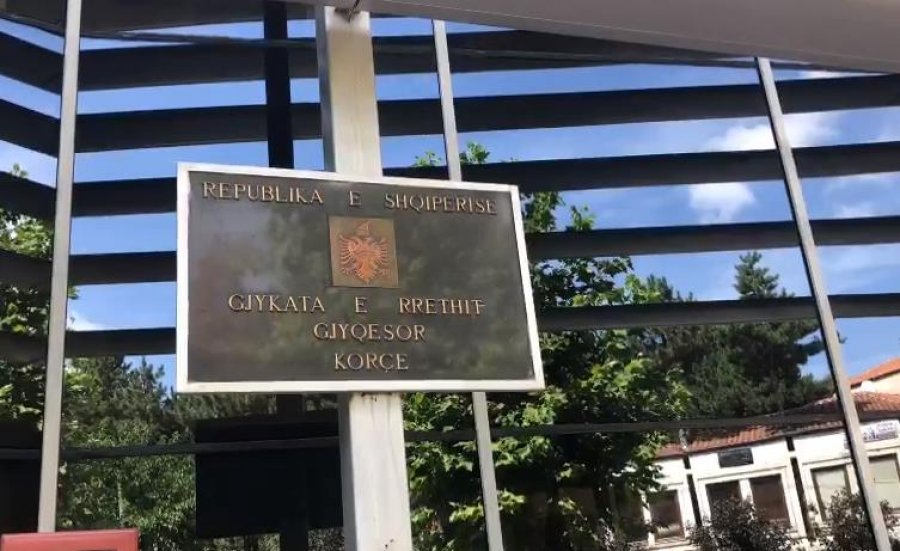 REPUBLIKA E SHQIPERISE
GJYKATA E RRETHIT
GJYQESOR
KORÇE